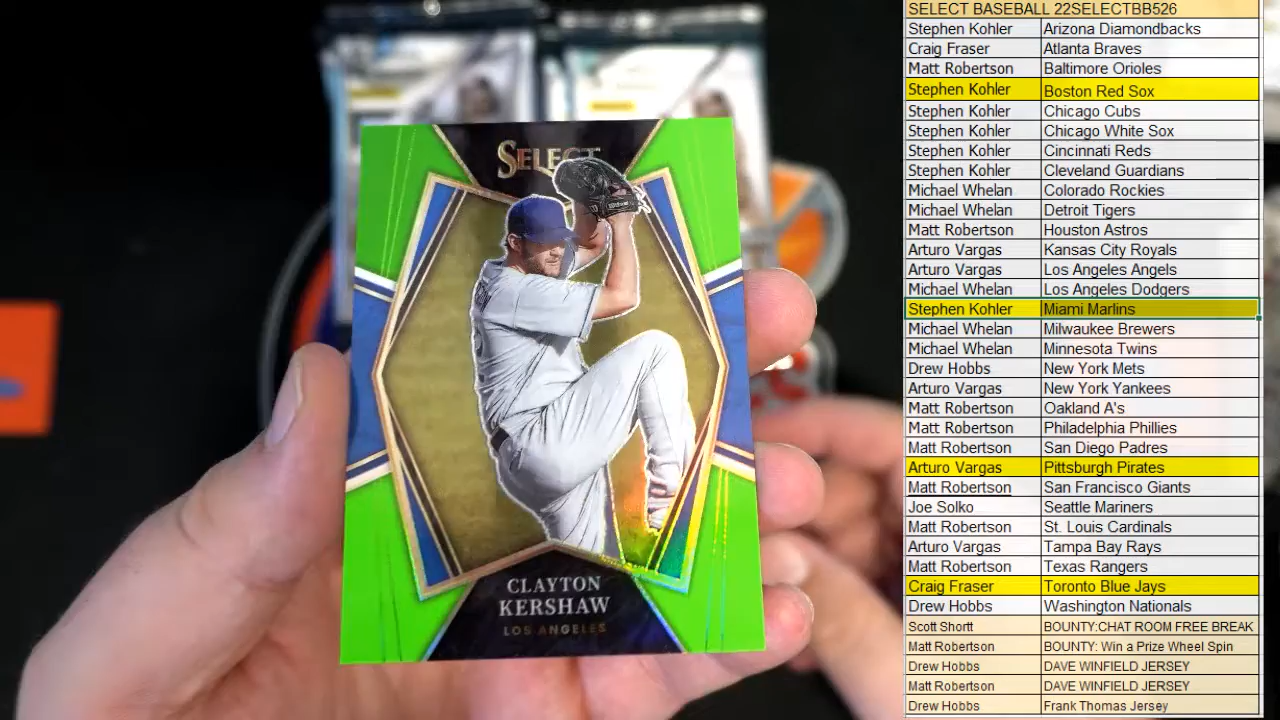 SELECT
CLAYTON
KERSHAW
LOS ANGELES
SELECT BASEBALL 22SELECTBB526
Stephen Kohler Arizona Diamondbacks
Craig Fraser Atlanta Braves
Matt Robertson Baltimore Orioles
Stephen Kohler Boston Red Sox
Stephen Kohler Chicago Cubs
Stephen Kohler Chicago White Sox
Stephen Kohler Cincinnati Reds
Stephen Kohler Cleveland Guardians
Michael Whelan Colorado Rockies
Michael Whelan Detroit Tigers
Matt Robertson Houston Astros
Arturo Vargas Kansas City Royals
Arturo Vargas Los Angeles Angels
Michael Whelan Los Angeles Dodgers
Stephen Kohler Miami Marlins
Michael Whelan Milwaukee Brewers
Michael Whelan Minnesota Twins
Drew Hobbs New York Mets
Arturo Vargas New York Yankees
Matt Robertson Oakland A's
Matt Robertson Philadelphia Phillies
Matt Robertson San Diego Padres
Arturo Vargas Pittsburgh Pirates
Matt Robertson San Francisco Giants
Joe Solko Seattle Mariners
Matt Robertson St. Louis Cardinals
Arturo Vargas Tampa Bay Rays
Matt Robertson Texas Rangers
Craig Fraser Toronto Blue Jays
Drew Hobbs Washington Nationals
Scott Shortt BOUNTY:CHAT ROOM FREE BREAK
Matt Robertson BOUNTY: Win a Prize Wheel Spin
Drew Hobbs DAVE WINFIELD JERSEY
Matt Robertson DAVE WINFIELD JERSEY
Drew Hobbs Frank Thomas Jersey